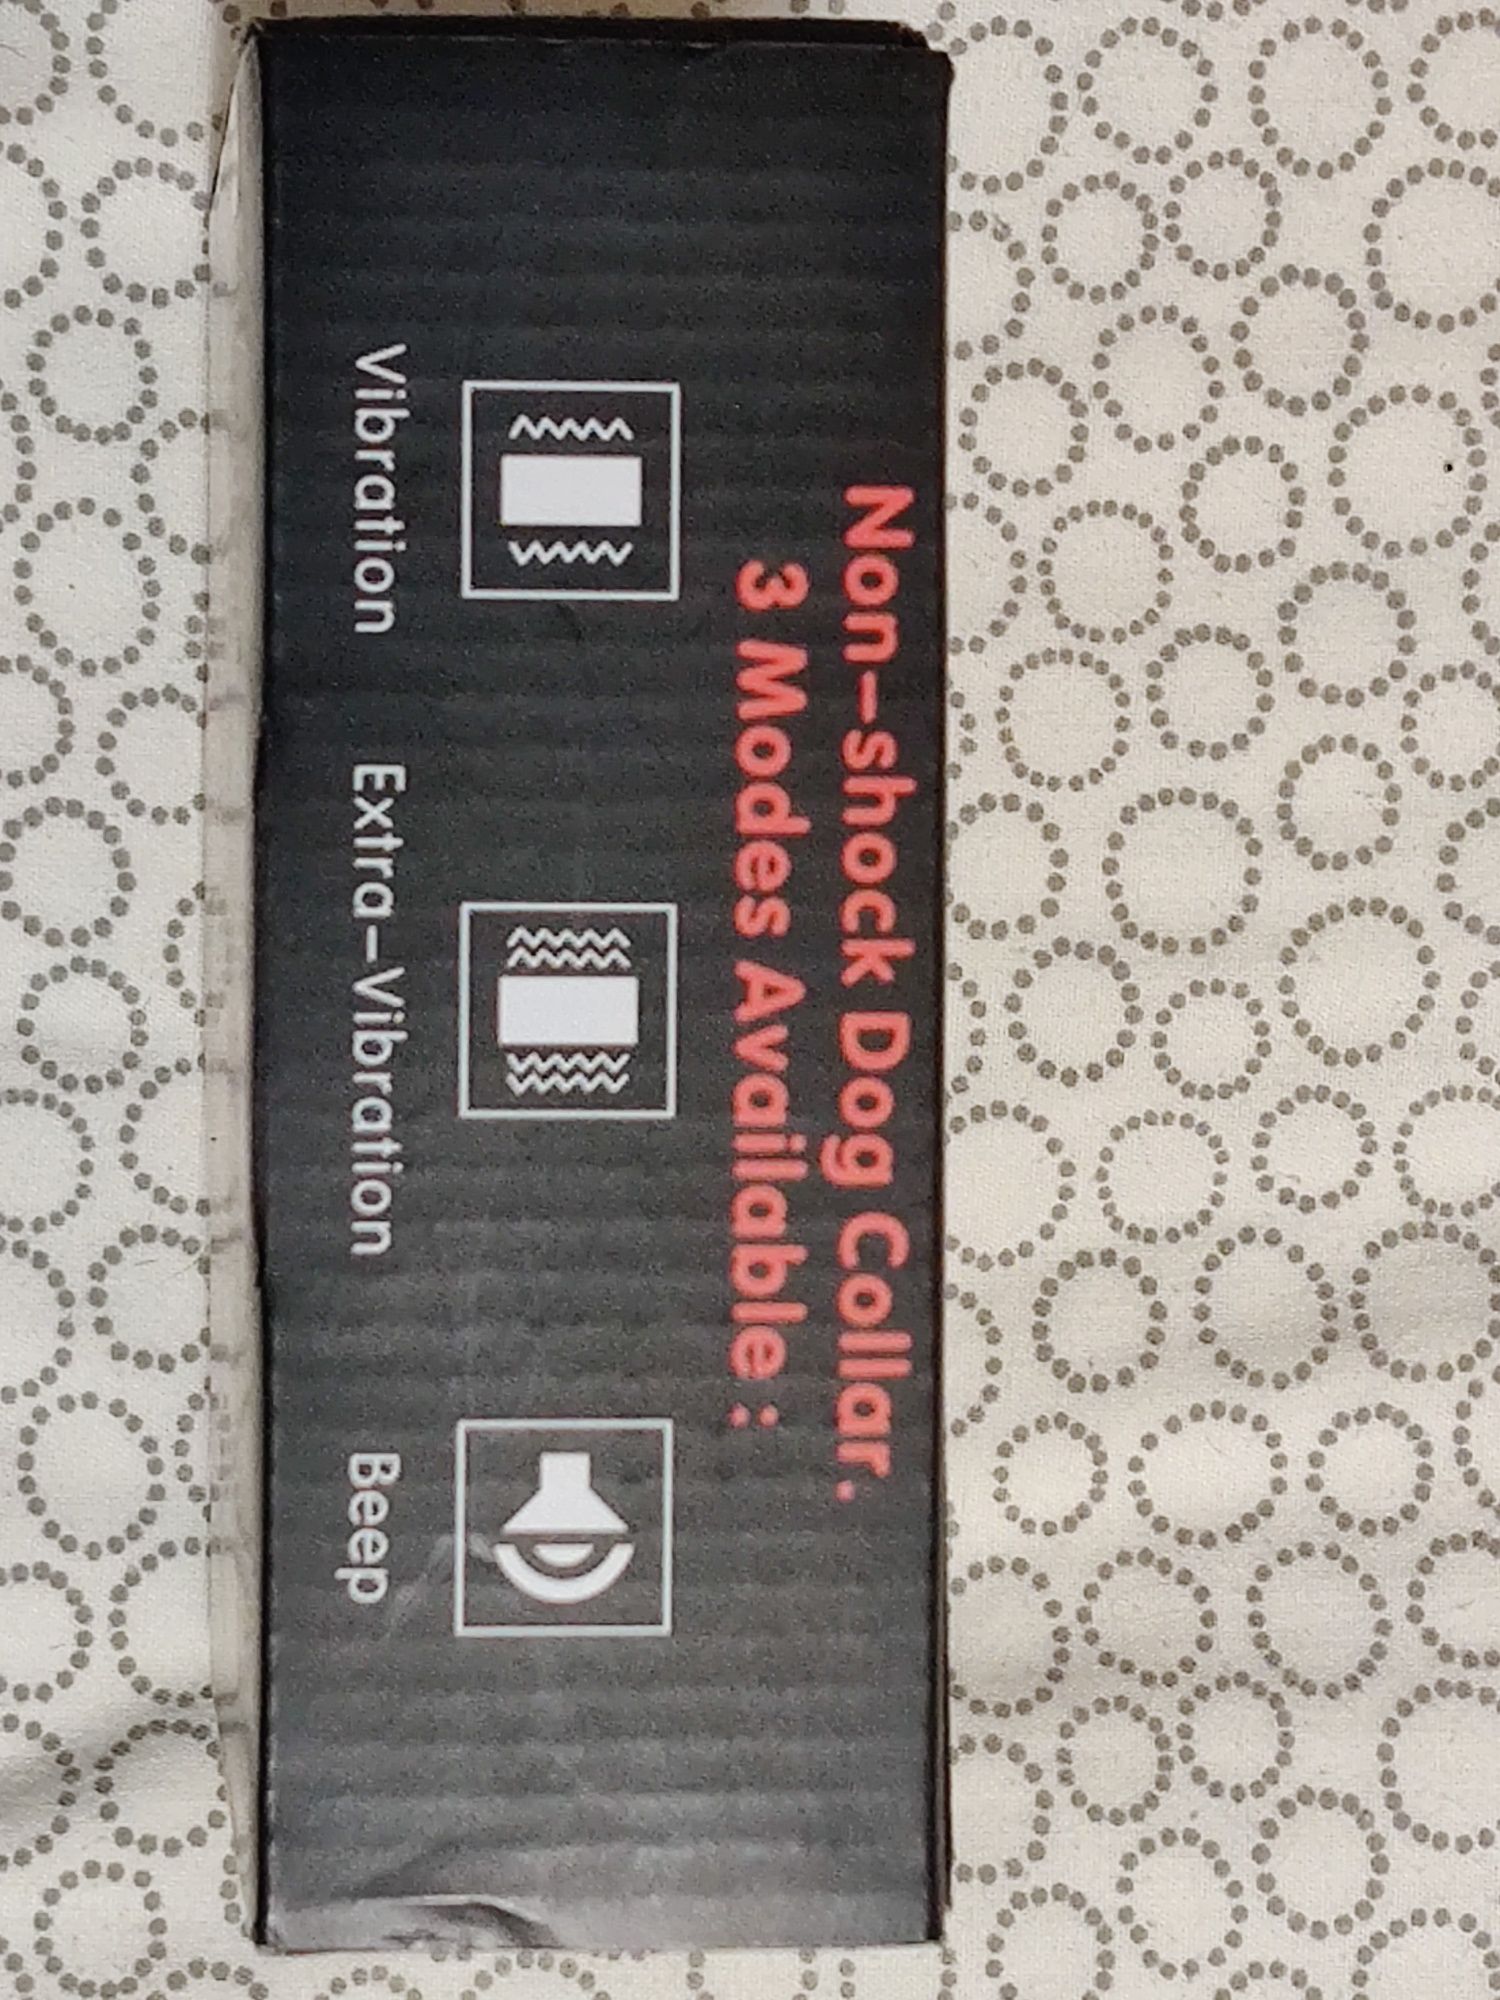 Non-shock Dog Collar.
3 Modes Available :
Vibration
Extra-Vibration
Beep